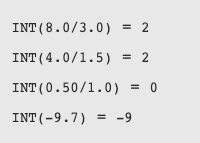 INT(8.0/3.0) = 2
INT(4.0/1.5) = 2
INT(0.50/1.0) = 0
INT(-9.7) = -9